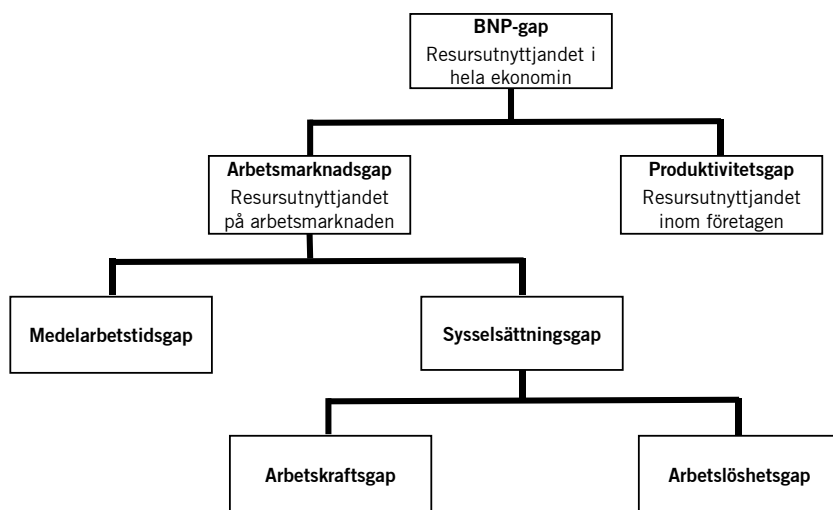 BNP-gap
Resursutnyttjandet i
hela ekonomin
Arbetsmarknadsgap
Resursutnyttjandet
på arbetsmarknaden
Produktivitetsgap
Resursutnyttjandet
inom företagen
Medelarbetstidsgap
Sysselsättningsgap
Arbetskraftsgap
Arbetslöshetsgap